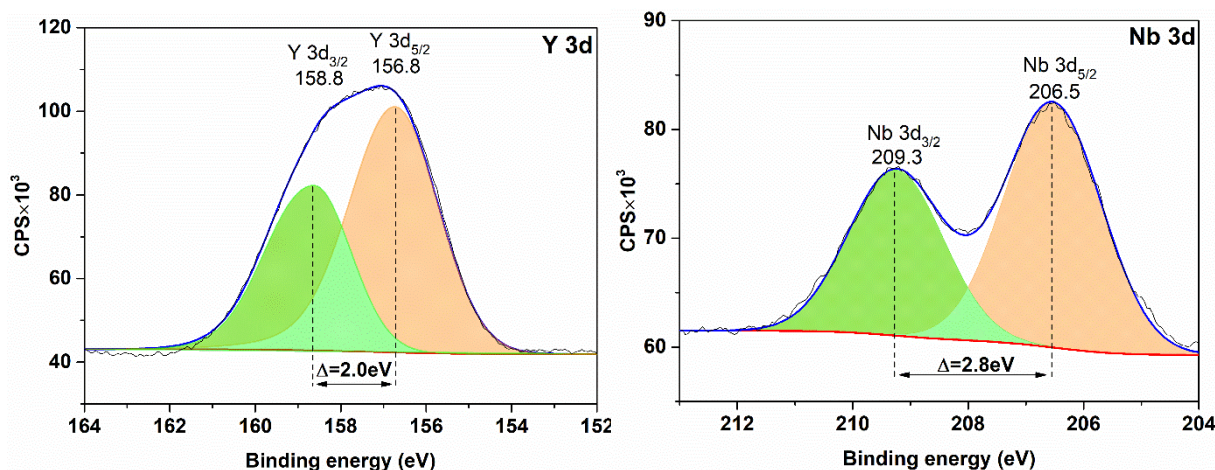 Y 3d
Y 3d3/2
158.8
Y 3d5/2
156.8
CPS×10³
120
100
80
60
40
Δ=2.0eV
164 162 160 158 156 154 152
Binding energy (eV)
Nb 3d
Nb 3d3/2
209.3
Nb 3d5/2
206.5
CPS×10³
90
80
70
60
Δ=2.8eV
212 210 208 206 204
Binding energy (eV)